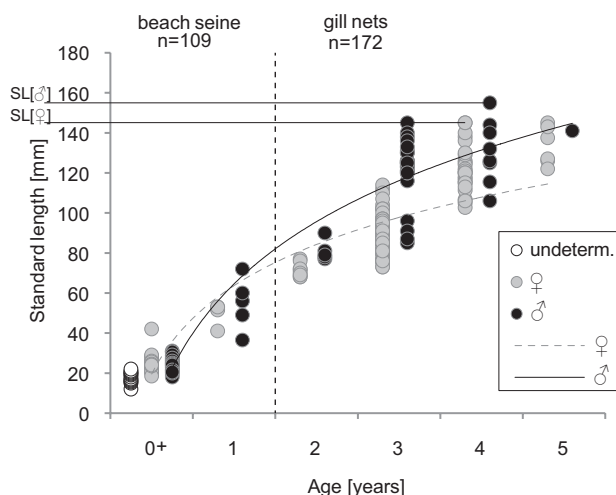 beach seine
n=109
gill nets
n=172
SL[♂]
SL[♀]
Standard length [mm]
180
160
140
120
100
80
60
40
20
0
0+ 1 2 3 4 5
Age [years]
undeterm.
♀
♂
♀
♂